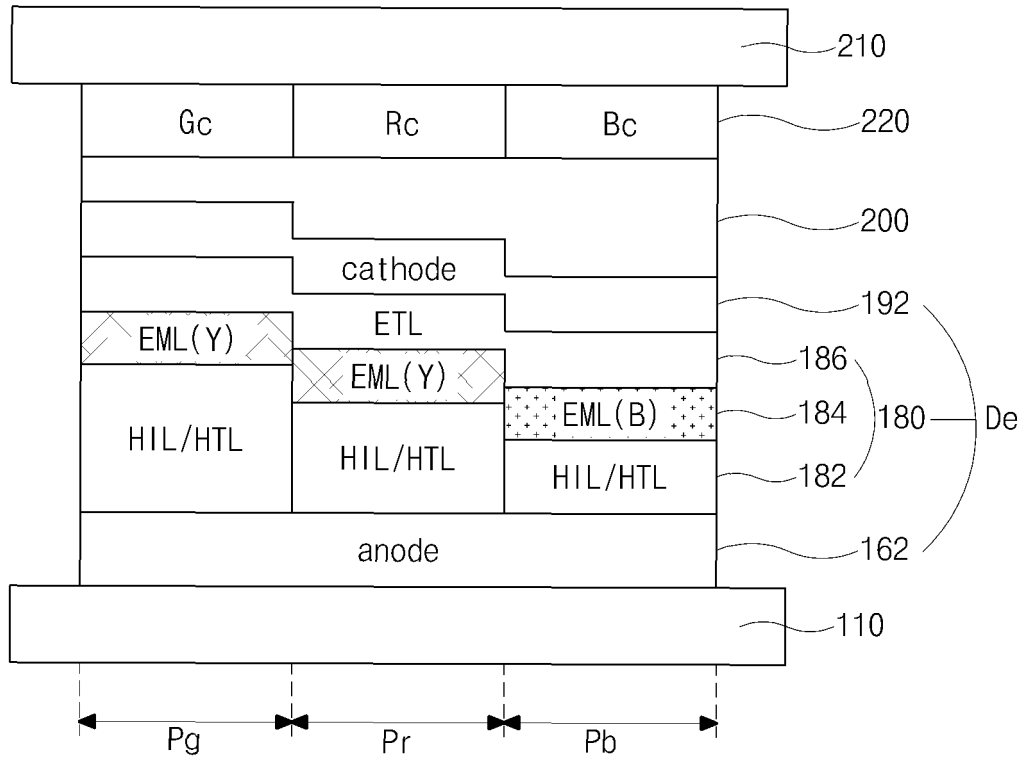 210
Gc Rc Bc 220
200
cathode
192
ETL
EML(Y)
186
EML(Y)
EML(B) 184 180 De
HIL/HTL
HIL/HTL
HIL/HTL 182
anode 162
110
Pg Pr Pb